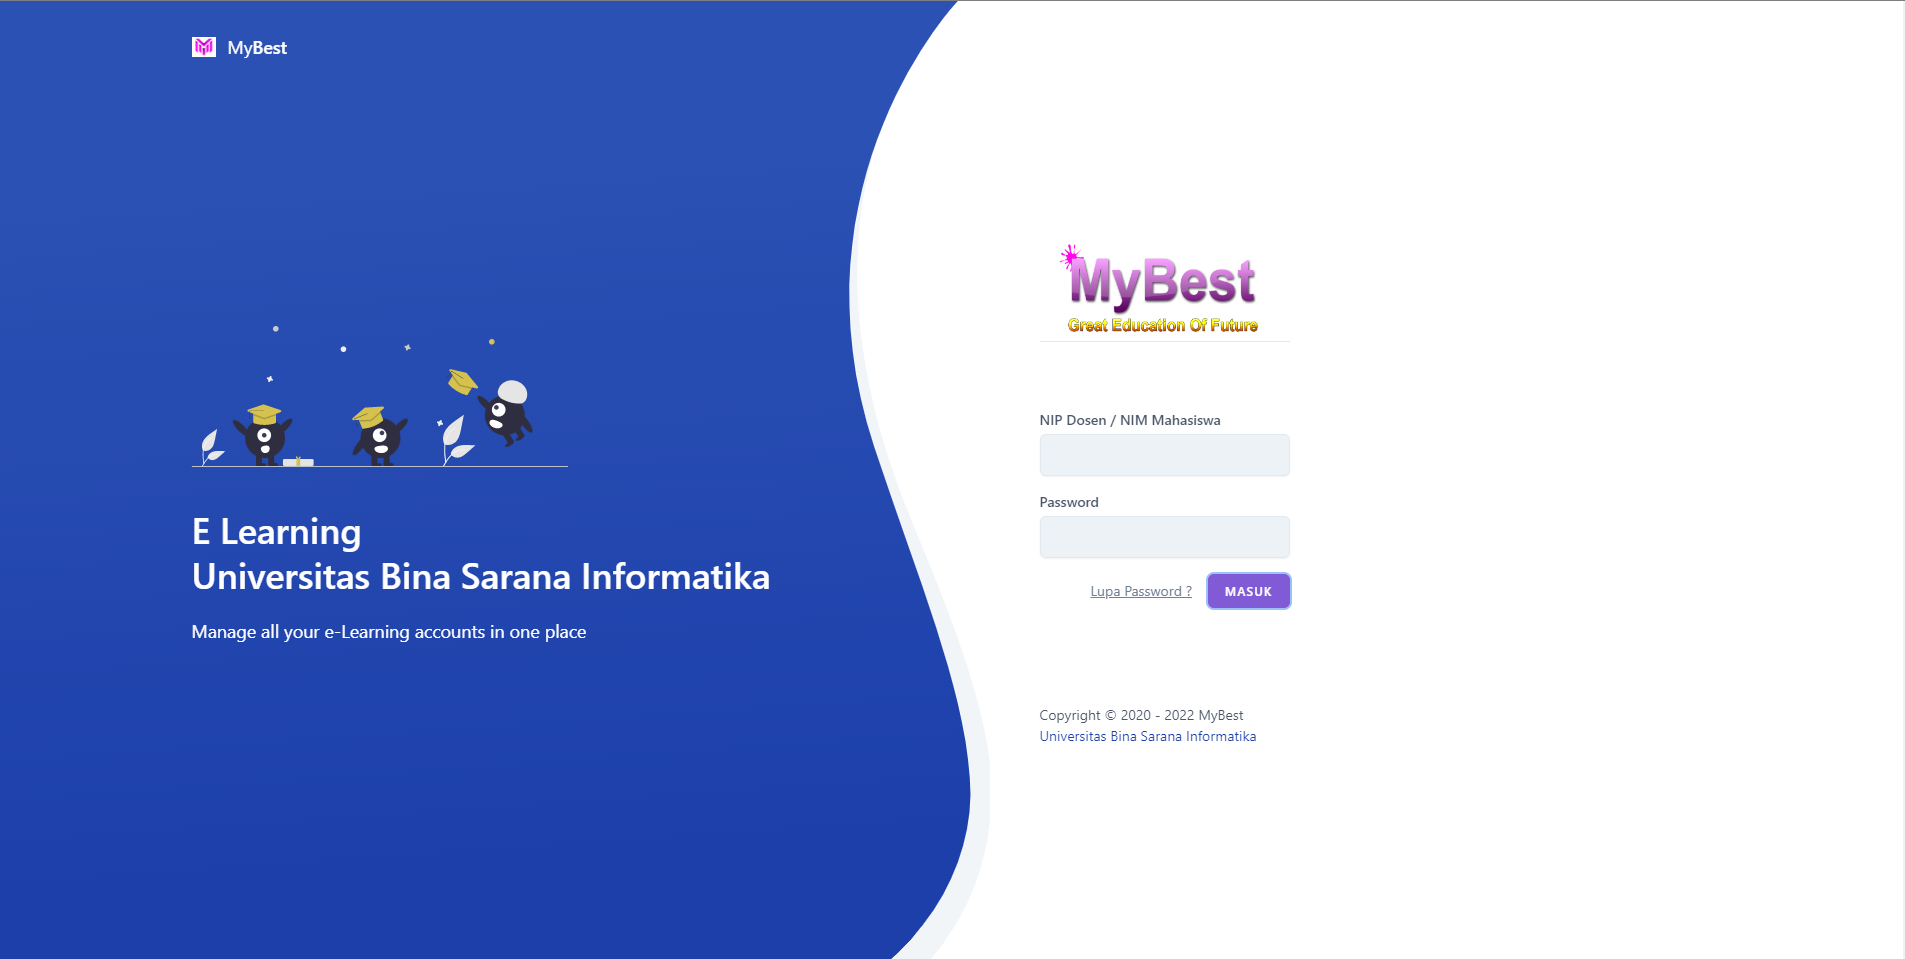 MyBest
E Learning
Universitas Bina Sarana Informatika
Manage all your e-Learning accounts in one place
MyBest
Great Education Of Future
NIP Dosen / NIM Mahasiswa
Password
Lupa Password ?
MASUK
Copyright © 2020 - 2022 MyBest
Universitas Bina Sarana Informatika